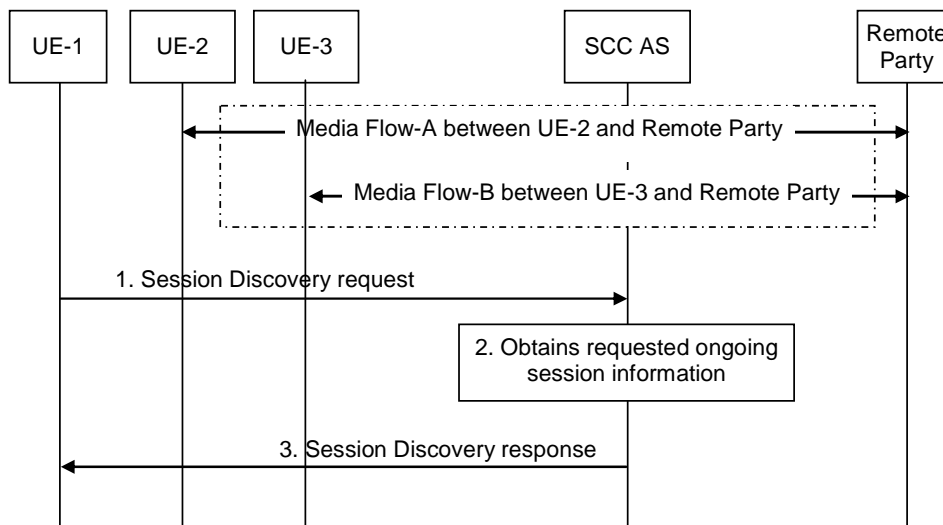 UE-1
UE-2
UE-3
SCC AS
Remote
Party
Media Flow-A between UE-2 and Remote Party
Media Flow-B between UE-3 and Remote Party
1. Session Discovery request
2. Obtains requested ongoing
session information
3. Session Discovery response